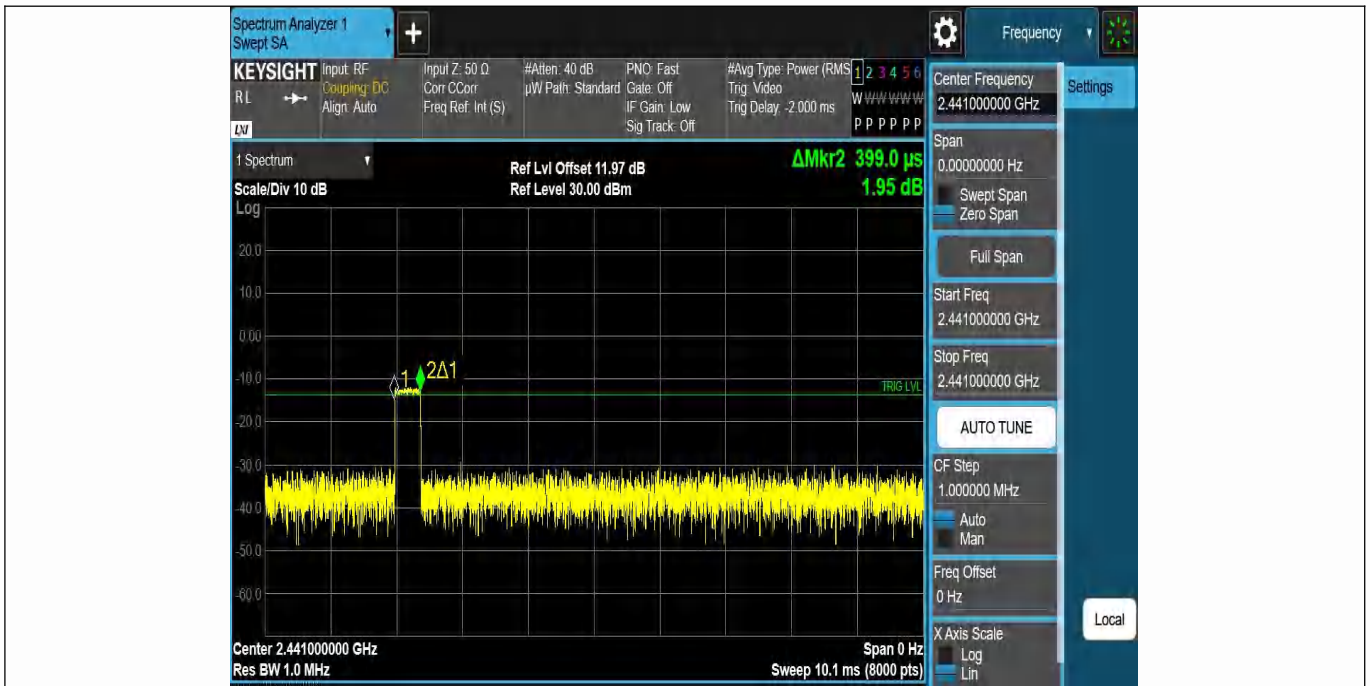 Spectrum Analyzer 1
Swept SA
+
Frequency
KEYSIGHT
RL
LXI
Input: RF
Coupling: DC
Align: Auto
Input Z: 50 Ω
Corr CCorr
Freq Ref: Int (S)
#Atten: 40 dB
µW Path: Standard
PNO: Fast
Gate: Off
IF Gain: Low
Sig Track: Off
#Avg Type: Power (RMS
Trig: Video
Trig Delay: -2.000 ms
1 2 3 4 5 6
W W W W W W
P P P P P P
1 Spectrum
Scale/Div 10 dB
Log
Ref Lvl Offset 11.97 dB
Ref Level 30.00 dBm
ΔMkr2 399.0 µs
1.95 dB
20.0
10.0
0.00
-10.0
-20.0
-30.0
-40.0
-50.0
-60.0
1
2Δ1
TRIG LVL
Center 2.441000000 GHz
Res BW 1.0 MHz
Span 0 Hz
Sweep 10.1 ms (8000 pts)
Center Frequency
2.441000000 GHz
Settings
Span
0.00000000 Hz
Swept Span
Zero Span
Full Span
Start Freq
2.441000000 GHz
Stop Freq
2.441000000 GHz
AUTO TUNE
CF Step
1.000000 MHz
Auto
Man
Freq Offset
0 Hz
X Axis Scale
Log
Lin
Local